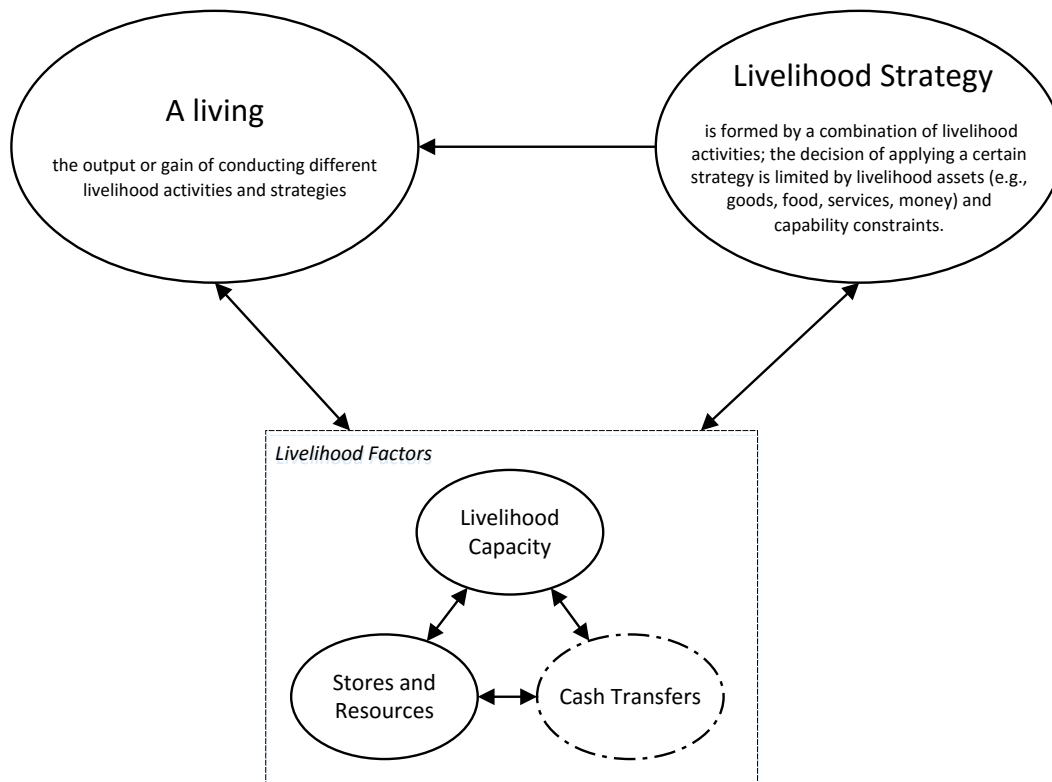 A living
the output or gain of conducting different
livelihood activities and strategies
Livelihood Strategy
is formed by a combination of livelihood
activities; the decision of applying a certain
strategy is limited by livelihood assets (e.g.,
goods, food, services, money) and
capability constraints.
Livelihood Factors
Livelihood
Capacity
Stores and
Resources
Cash Transfers